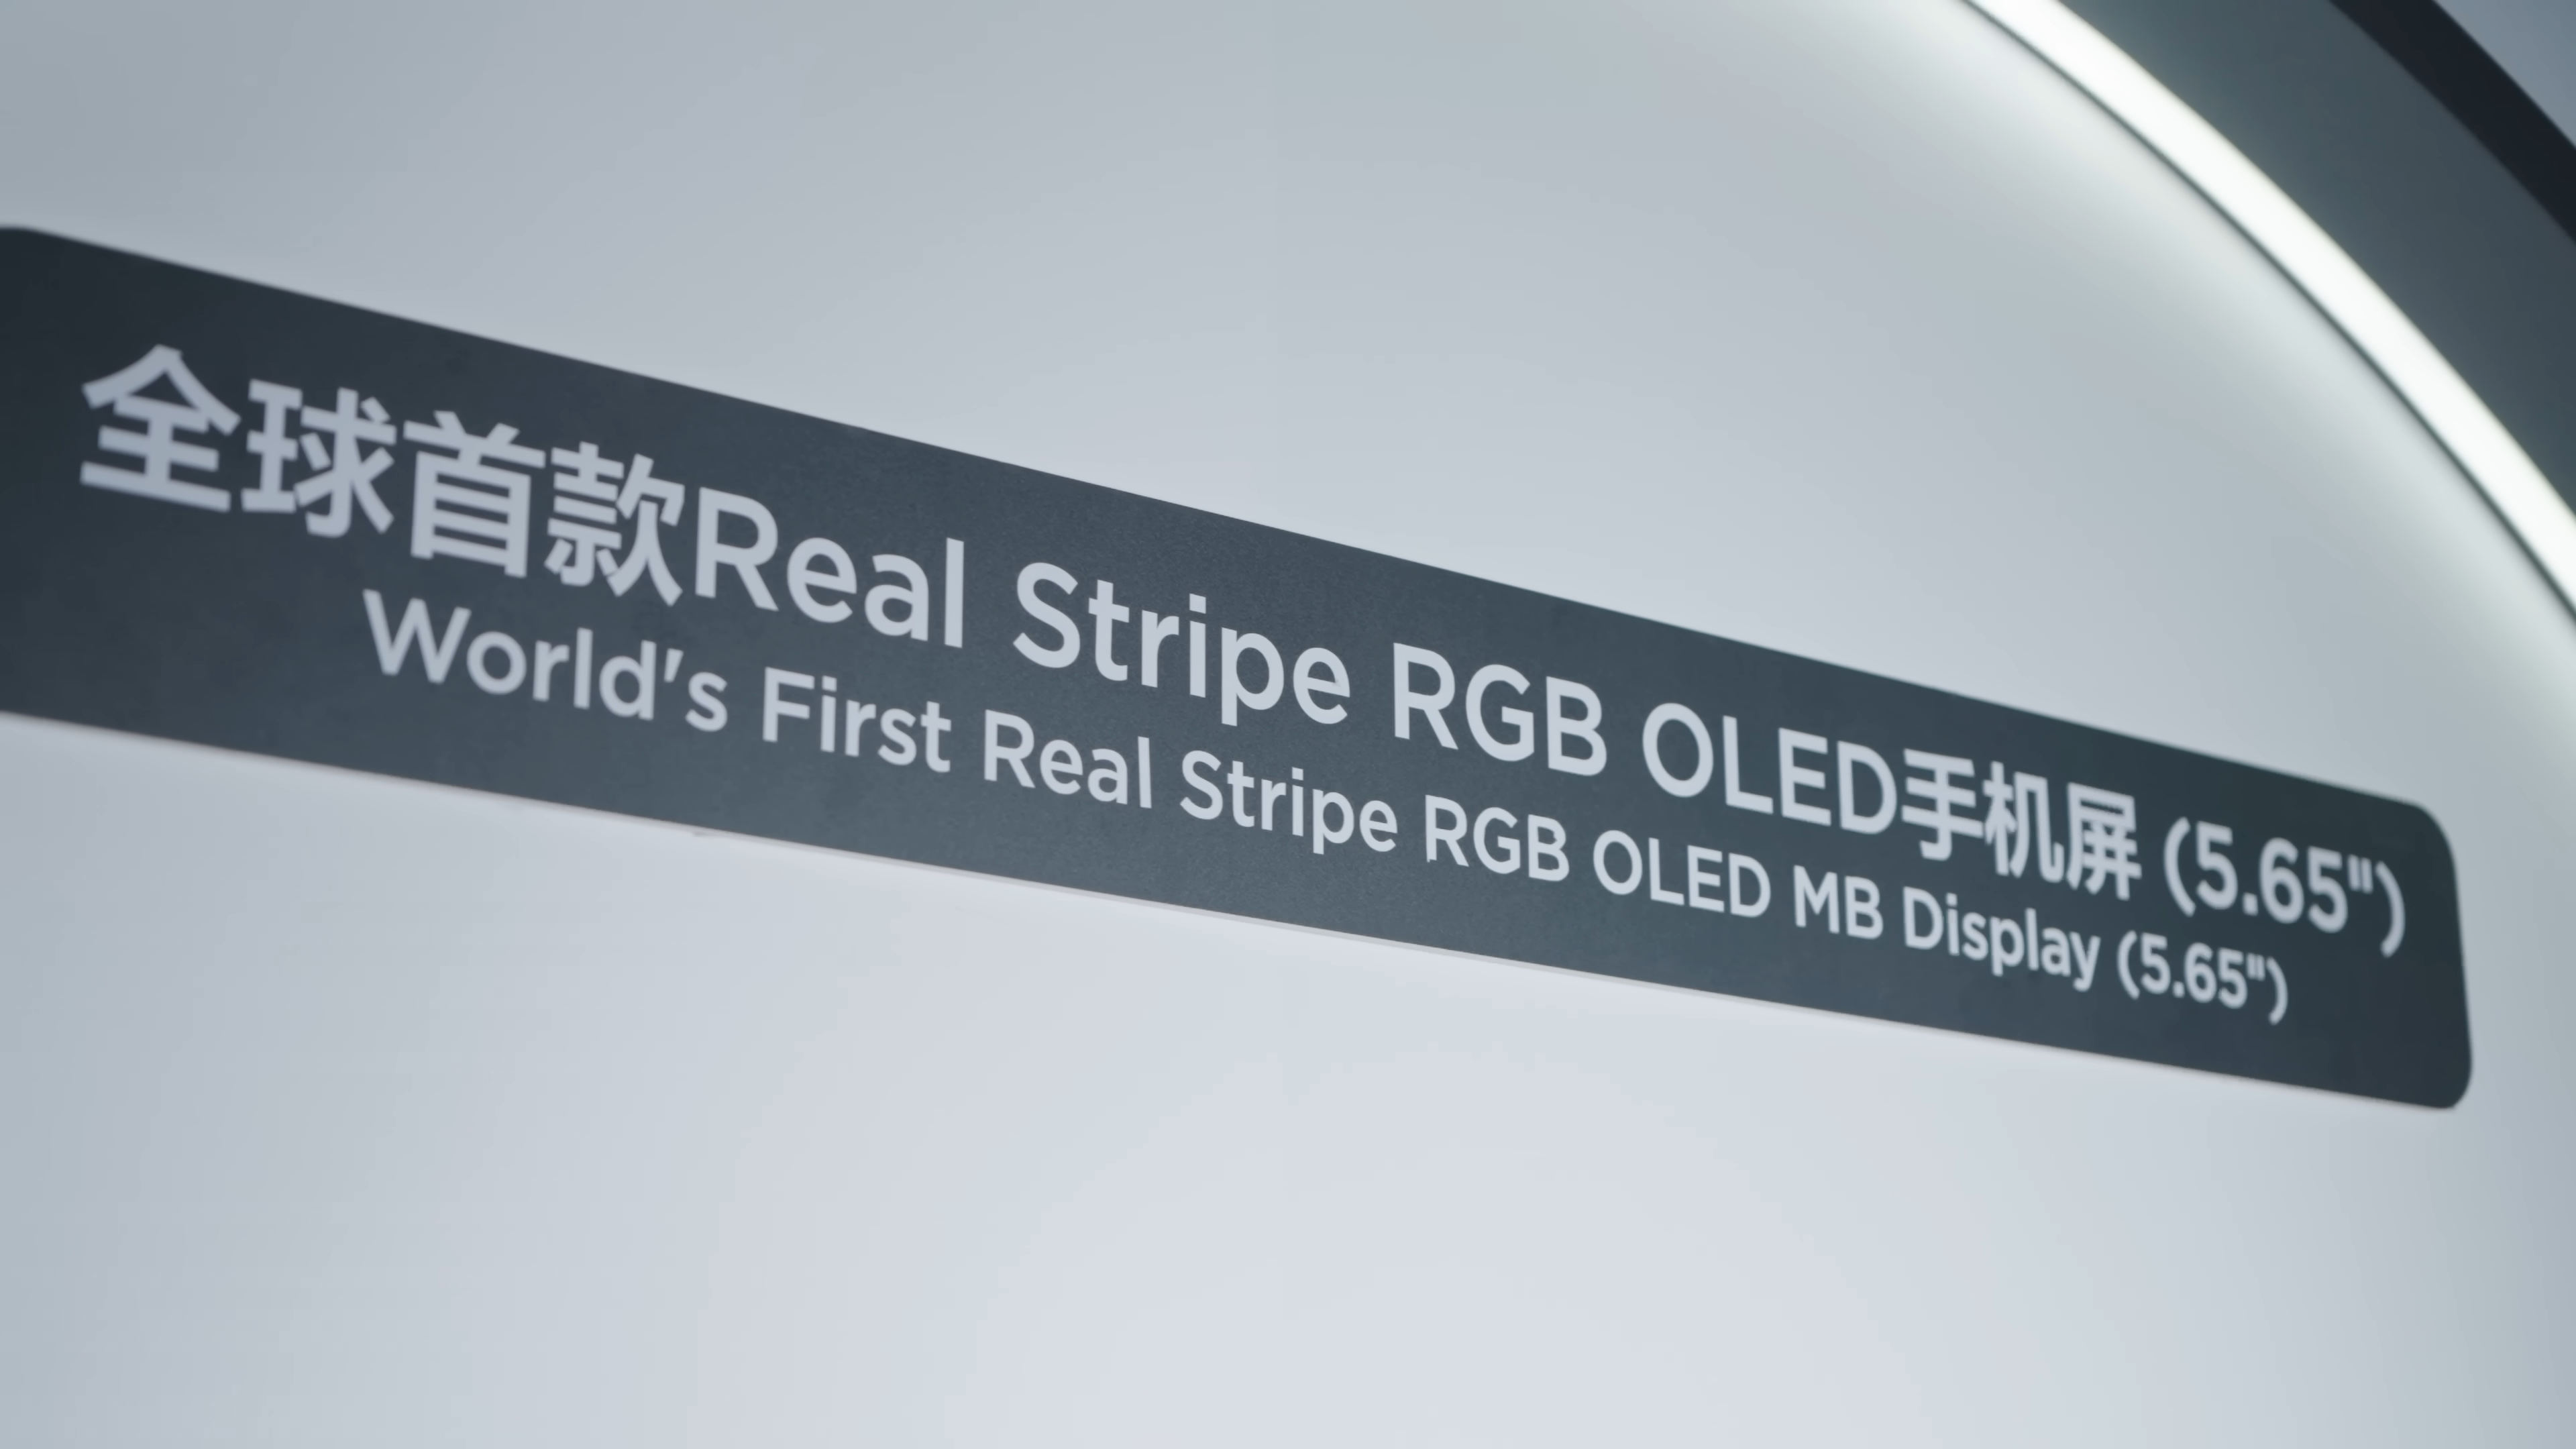 全球首款Real Stripe RGB OLED手机屏 (5.65")
World's First Real Stripe RGB OLED MB Display (5.65")